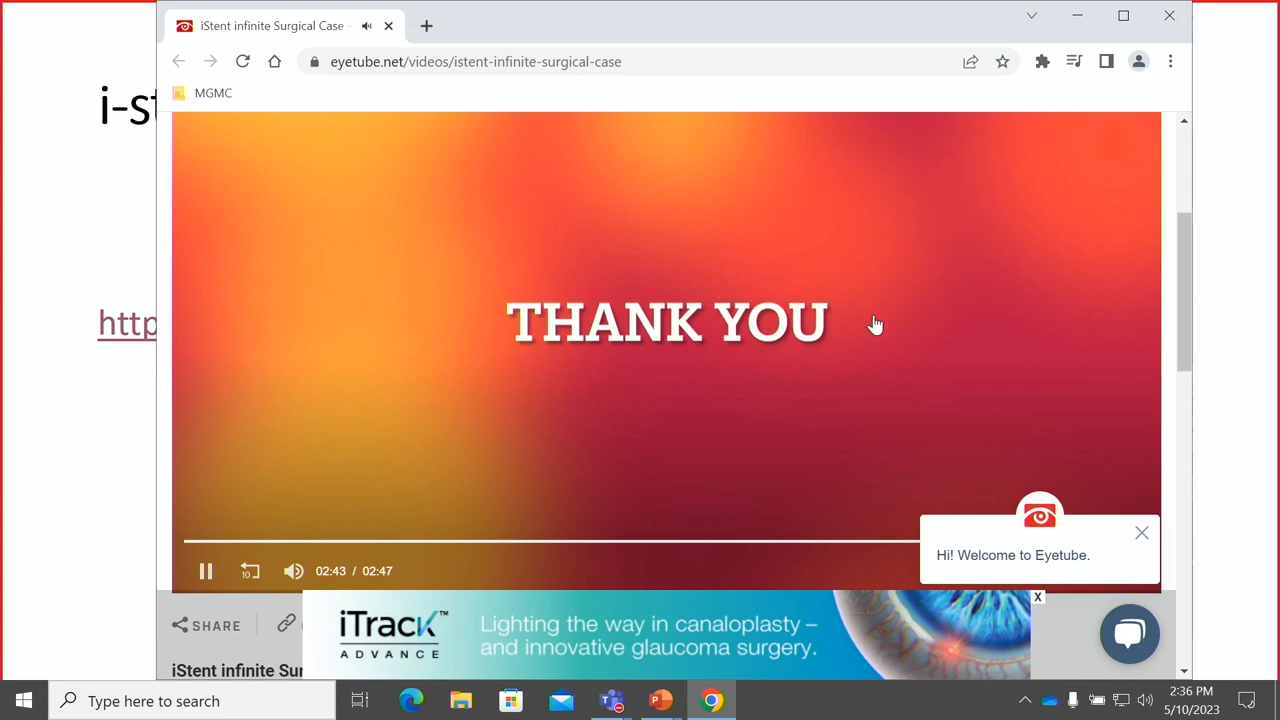 iStent infinite Surgical Case
eyetube.net/videos/istent-infinite-surgical-case
MGMC
i-st
http
THANK YOU
Hi! Welcome to Eyetube.
10
02:43 / 02:47
SHARE
iTrack™
ADVANCE
Lighting the way in canaloplasty –
and innovative glaucoma surgery.
X
iStent infinite Sur
Type here to search
2:36 PM
5/10/2023